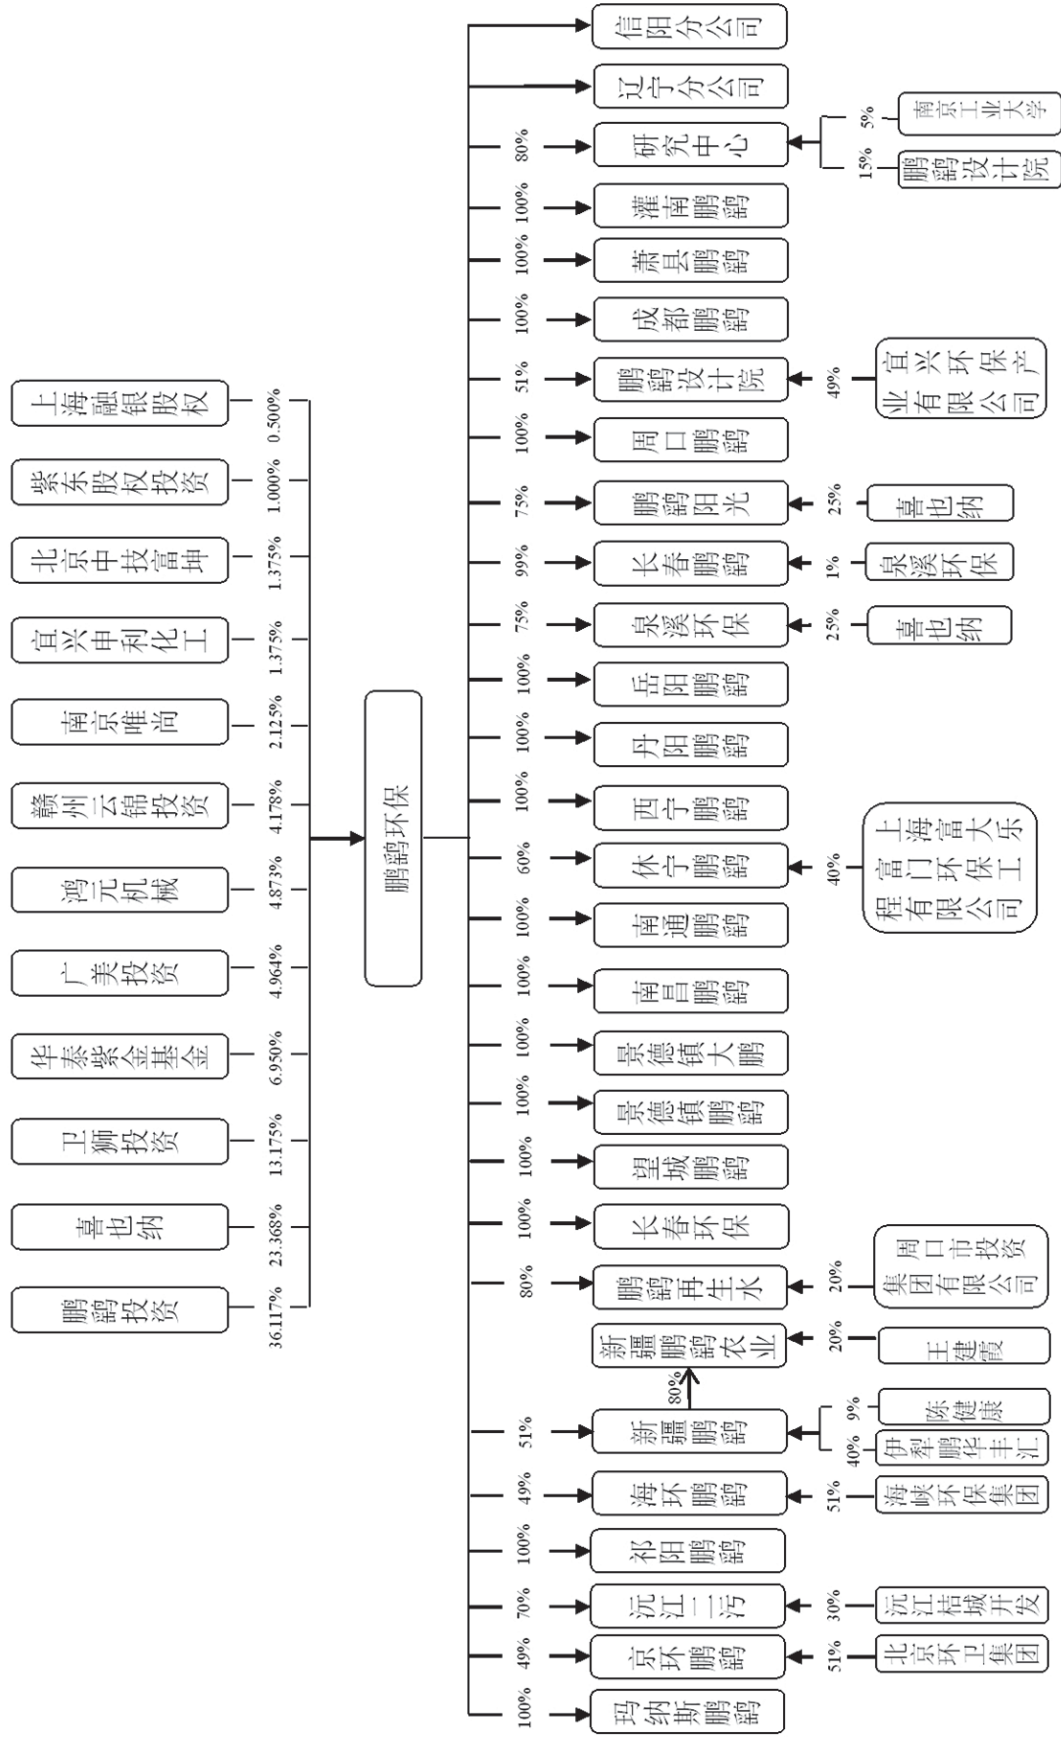 鹏鹞投资
喜也纳
卫狮投资
华泰紫金基金
广美投资
鸿元机械
赣州云锦投资
南京唯尚
宜兴申利化工
北京中技富坤
紫东股权投资
上海融银股权
36.117%
23.368%
13.175%
6.950%
4.964%
4.873%
4.178%
2.125%
1.375%
1.375%
1.000%
0.500%
鹏鹞环保
100%
49%
70%
100%
49%
51%
80%
100%
100%
100%
100%
100%
100%
60%
100%
100%
100%
75%
99%
75%
100%
51%
100%
100%
100%
80%
玛纳斯鹏鹞
京环鹏鹞
沅江二污
祁阳鹏鹞
海环鹏鹞
新疆鹏鹞
80%
新疆鹏鹞农业
鹏鹞再生水
长春环保
望城鹏鹞
景德镇鹏鹞
景德镇大鹏
南昌鹏鹞
南通鹏鹞
休宁鹏鹞
西宁鹏鹞
丹阳鹏鹞
岳阳鹏鹞
泉溪环保
长春鹏鹞
鹏鹞阳光
周口鹏鹞
鹏鹞设计院
成都鹏鹞
萧县鹏鹞
灌南鹏鹞
研究中心
辽宁分公司
信阳分公司
51%
30%
51%
40%
9%
20%
20%
40%
25%
1%
25%
49%
15%
5%
北京环卫集团
沅江桔城开发
海峡环保集团
伊犁鹏华丰汇
陈健康
王建霞
周口市投资
集团有限公司
上海富大乐
富门环保工
程有限公司
喜也纳
泉溪环保
喜也纳
宜兴环保产
业有限公司
鹏鹞设计院
南京工业大学